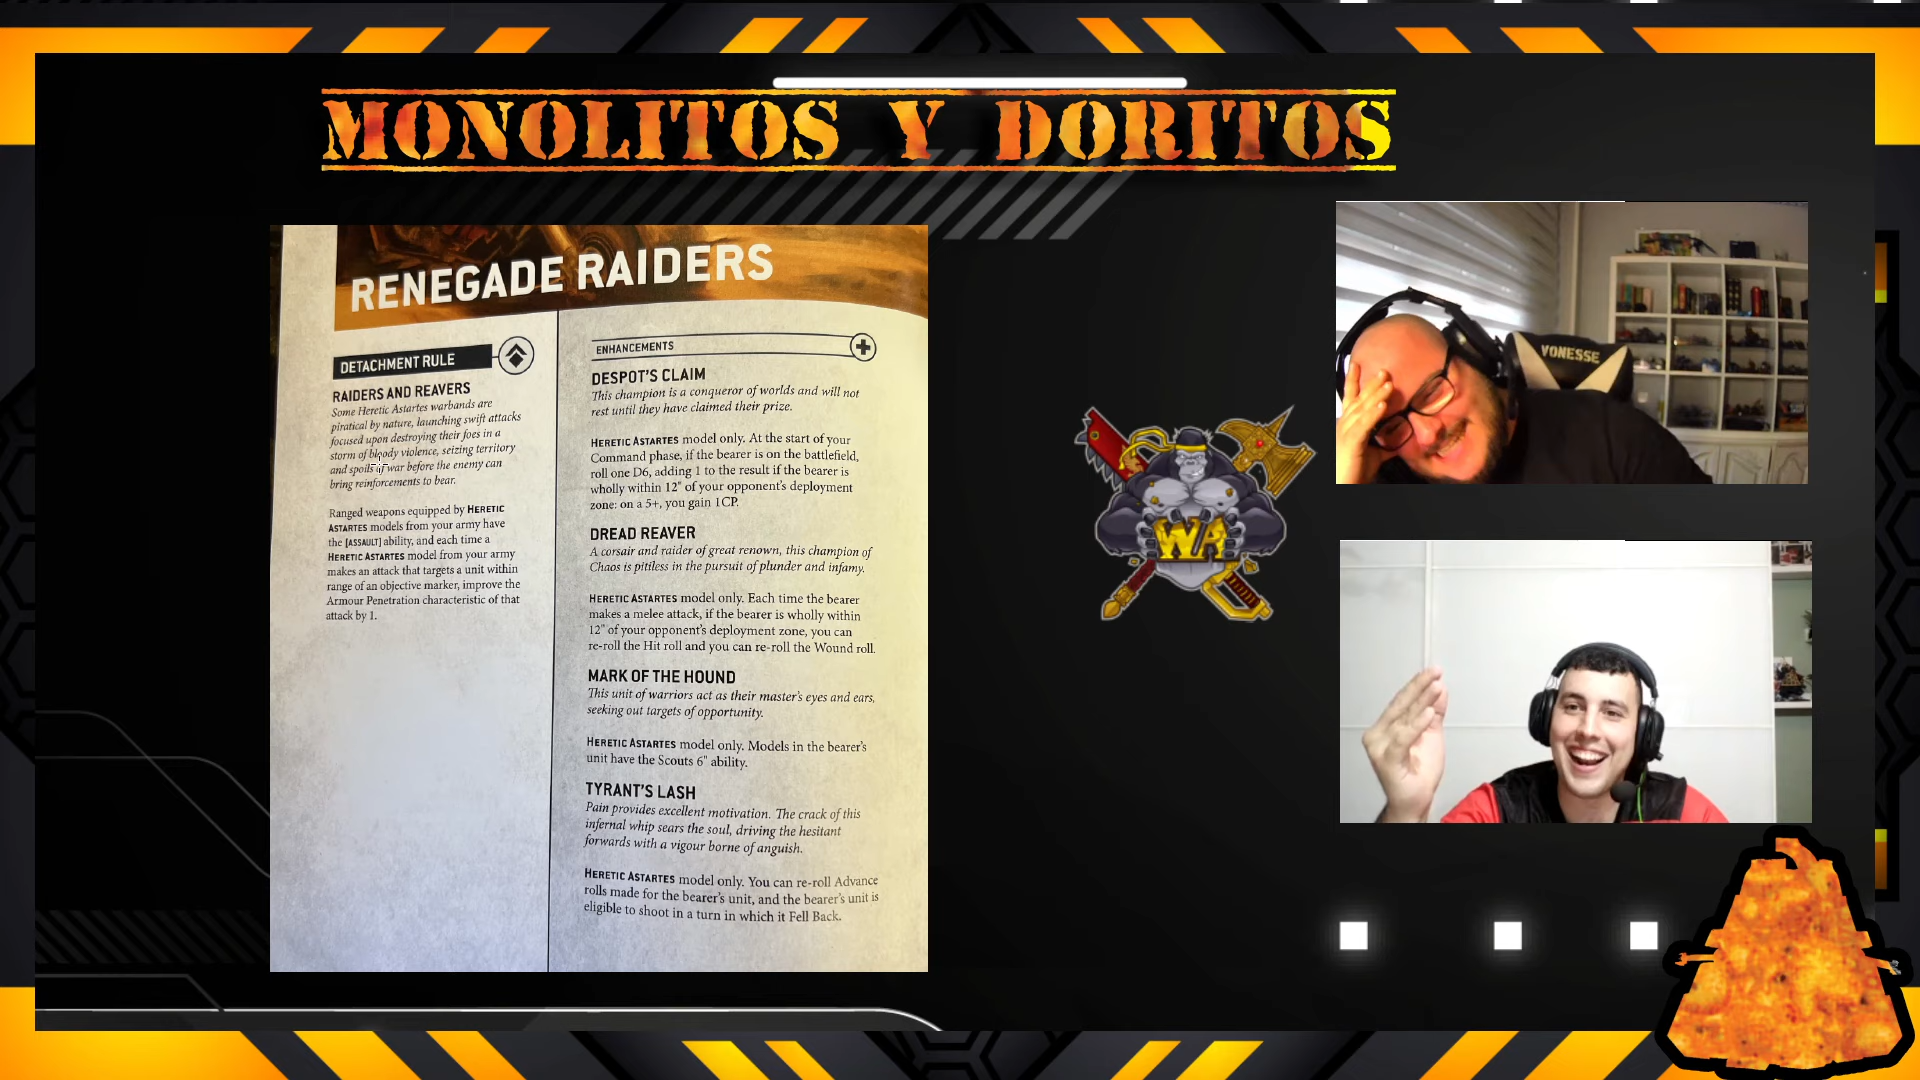 MONOLITOS Y DORITOS
RENEGADE RAIDERS
DETACHMENT RULE
RAIDERS AND REAVERS
Some Heretic Astartes warbands are
piratical by nature, launching swift attacks
focused upon destroying their foes in a
storm of bloody violence, seizing territory
and spoils of war before the enemy can
bring reinforcements to bear.
Ranged weapons equipped by HERETIC
ASTARTES models from your army have
the [ASSAULT] ability, and each time a
HERETIC ASTARTES model from your army
makes an attack that targets a unit within
range of an objective marker, improve the
Armour Penetration characteristic of that
attack by 1.
ENHANCEMENTS
DESPOT'S CLAIM
This champion is a conqueror of worlds and will not
rest until they have claimed their prize.
HERETIC ASTARTES model only. At the start of your
Command phase, if the bearer is on the battlefield,
roll one D6, adding 1 to the result if the bearer is
wholly within 12" of your opponent's deployment
zone: on a 5+, you gain 1CP.
DREAD REAVER
A corsair and raider of great renown, this champion of
Chaos is pitiless in the pursuit of plunder and infamy.
HERETIC ASTARTES model only. Each time the bearer
makes a melee attack, if the bearer is wholly within
12" of your opponent's deployment zone, you can
re-roll the Hit roll and you can re-roll the Wound roll.
MARK OF THE HOUND
This unit of warriors act as their master's eyes and ears,
seeking out targets of opportunity.
HERETIC ASTARTES model only. Models in the bearer's
unit have the Scouts 6" ability.
TYRANT'S LASH
Pain provides excellent motivation. The crack of this
infernal whip sears the soul, driving the hesitant
forwards with a vigour borne of anguish.
HERETIC ASTARTES model only. You can re-roll Advance
rolls made for the bearer's unit, and the bearer's unit is
eligible to shoot in a turn in which it Fell Back.
VONESSE